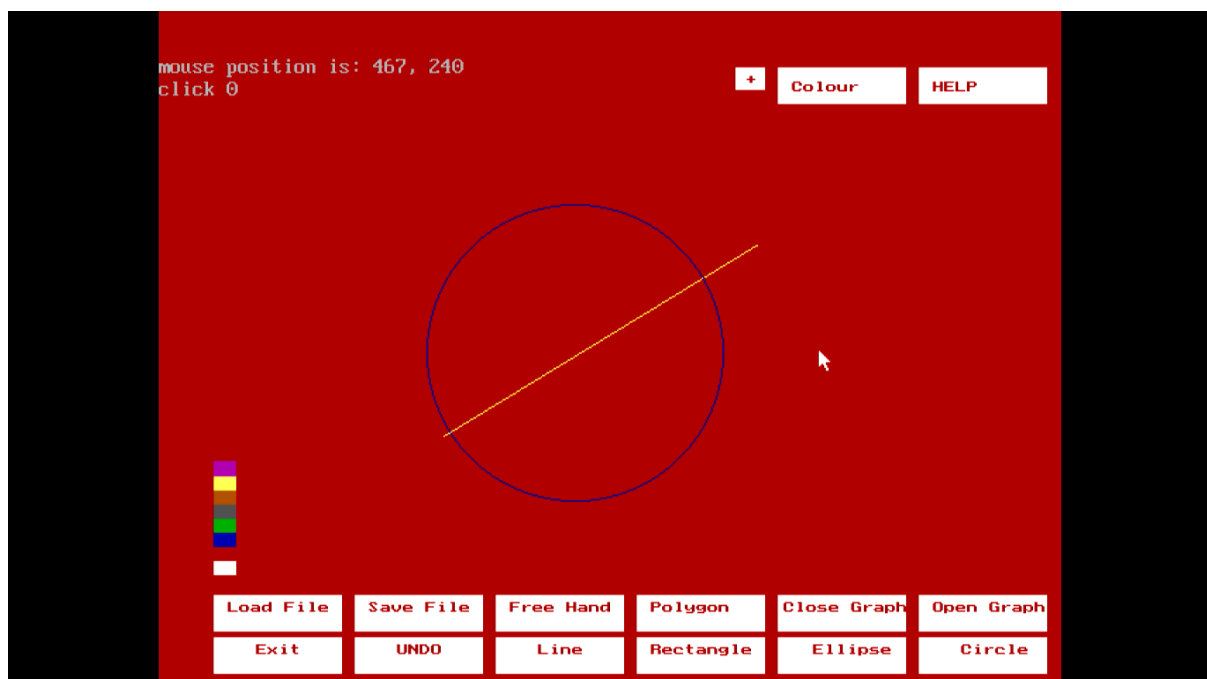 mouse position is: 467, 240
click 0
+ Colour HELP
Load File Save File Free Hand Polygon Close Graph Open Graph
Exit UNDO Line Rectangle Ellipse Circle